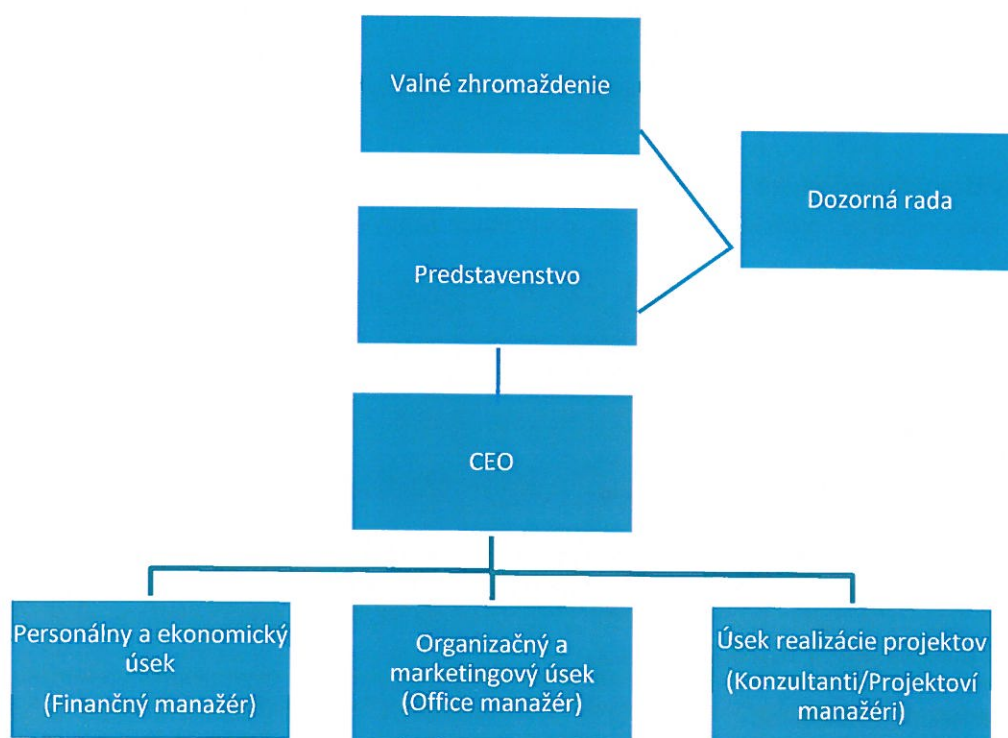 Valné zhromaždenie
Dozorná rada
Predstavenstvo
CEO
Personálny a ekonomický
úsek
(Finančný manažér)
Organizačný a
marketingový úsek
(Office manažér)
Úsek realizácie projektov
(Konzultanti/Projektoví
manažéri)